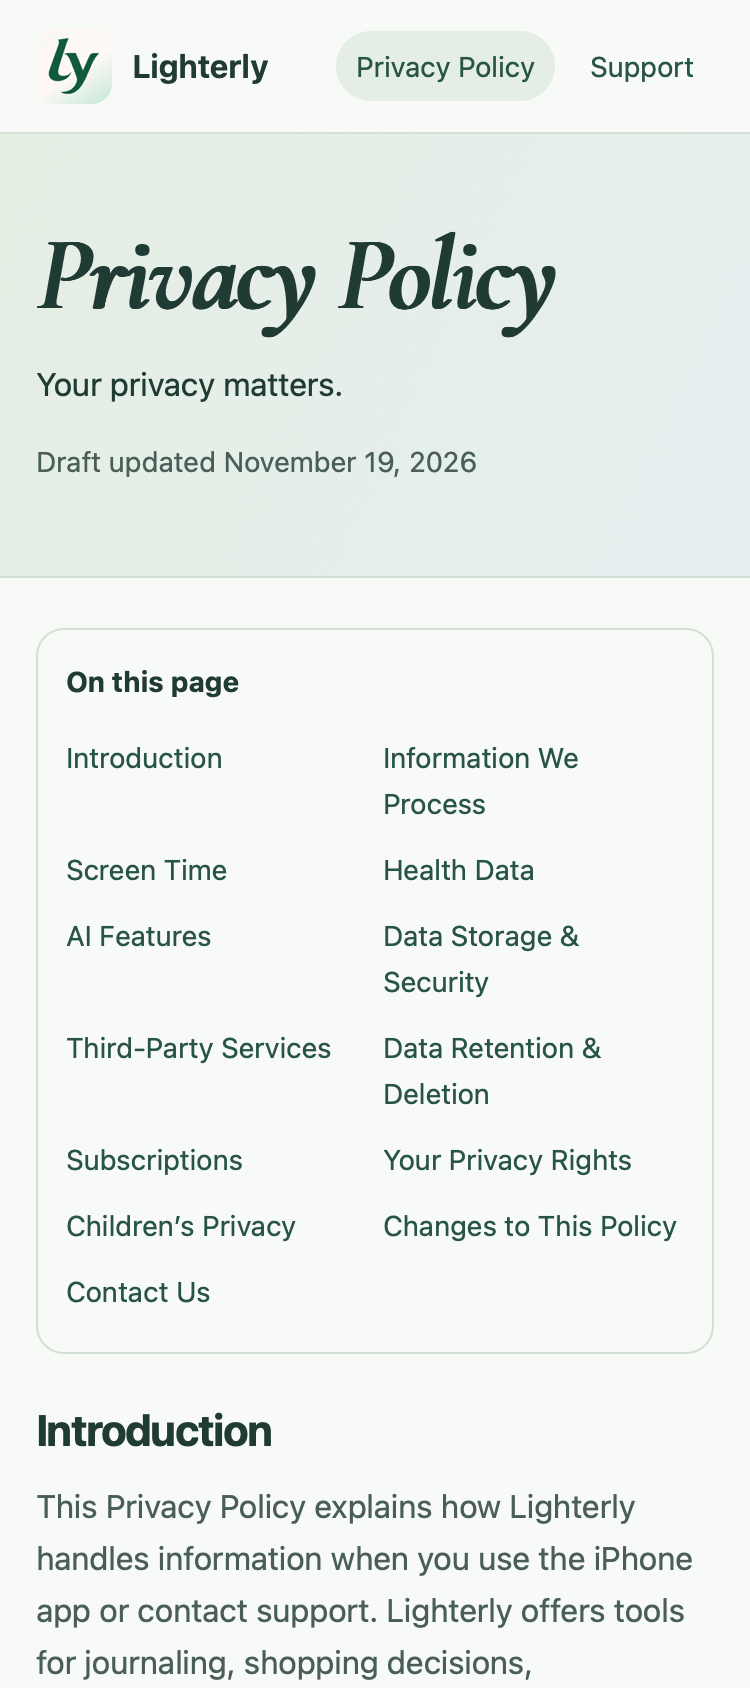 ly
Lighterly
Privacy Policy
Support
Privacy Policy
Your privacy matters.
Draft updated November 19, 2026
On this page
Introduction
Information We
Process
Screen Time
Health Data
AI Features
Data Storage &
Security
Third-Party Services
Data Retention &
Deletion
Subscriptions
Your Privacy Rights
Children’s Privacy
Changes to This Policy
Contact Us
Introduction
This Privacy Policy explains how Lighterly
handles information when you use the iPhone
app or contact support. Lighterly offers tools
for journaling, shopping decisions,